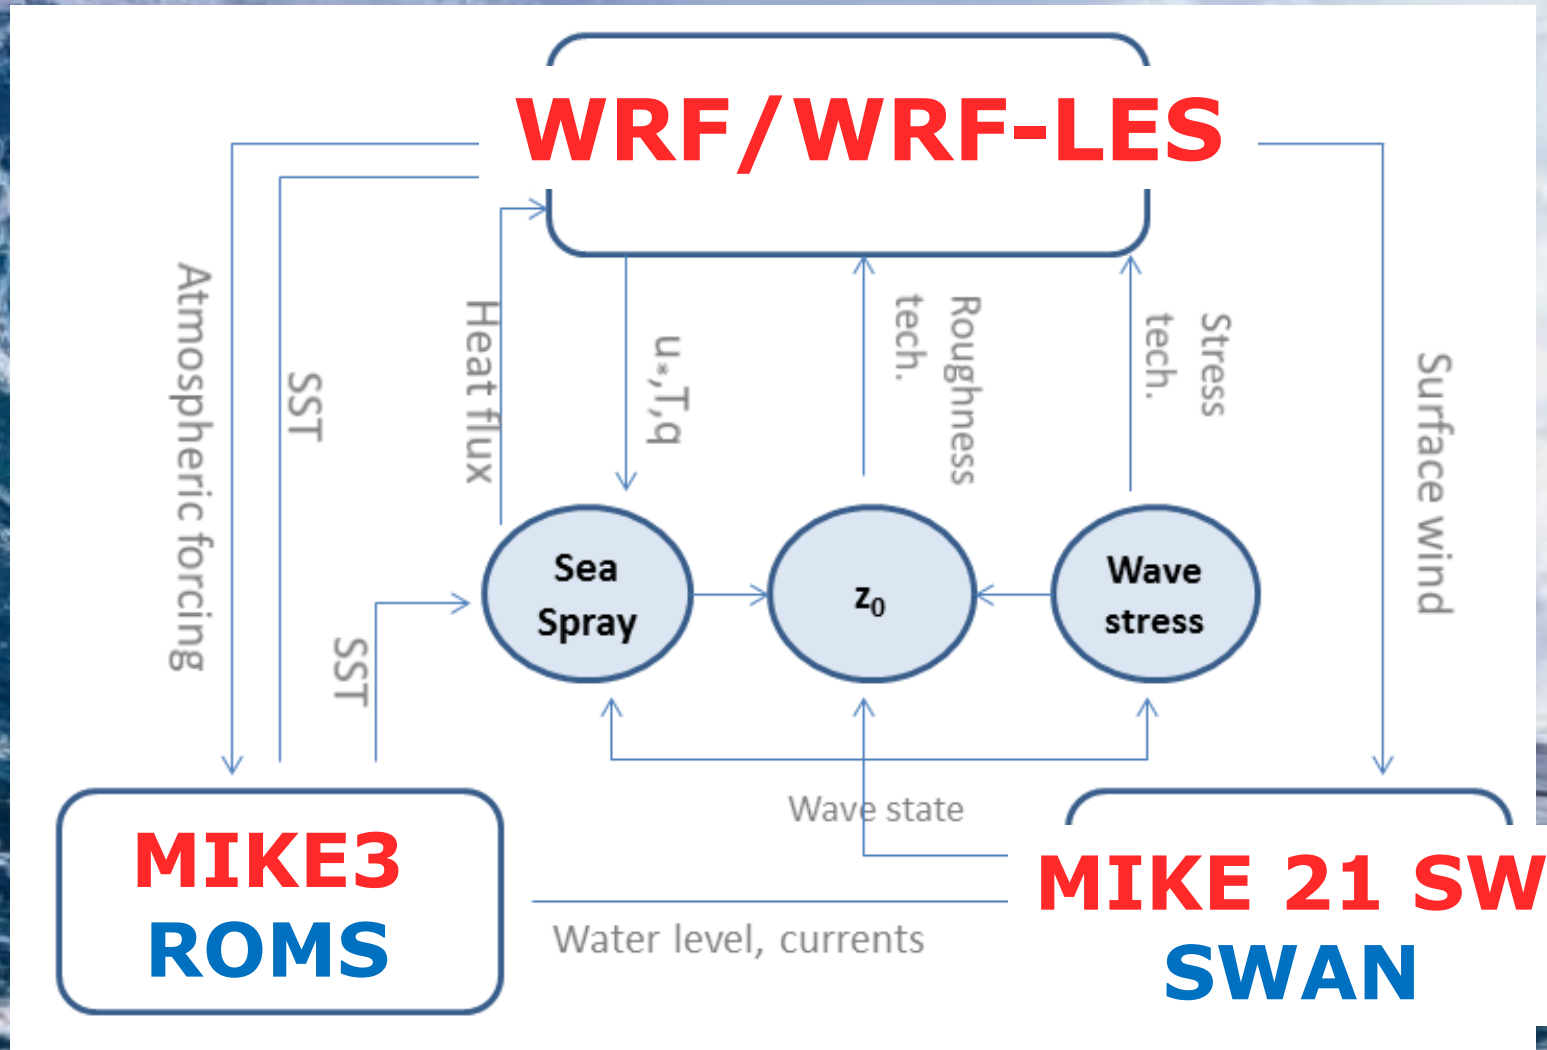 WRF/WRF-LES
Atmospheric forcing
SST
Heat flux
u*,T,q
Roughness
tech.
Stress
tech.
Surface wind
SST
Sea
Spray
z₀
Wave
stress
Wave state
MIKE3
ROMS
Water level, currents
MIKE 21 SW
SWAN